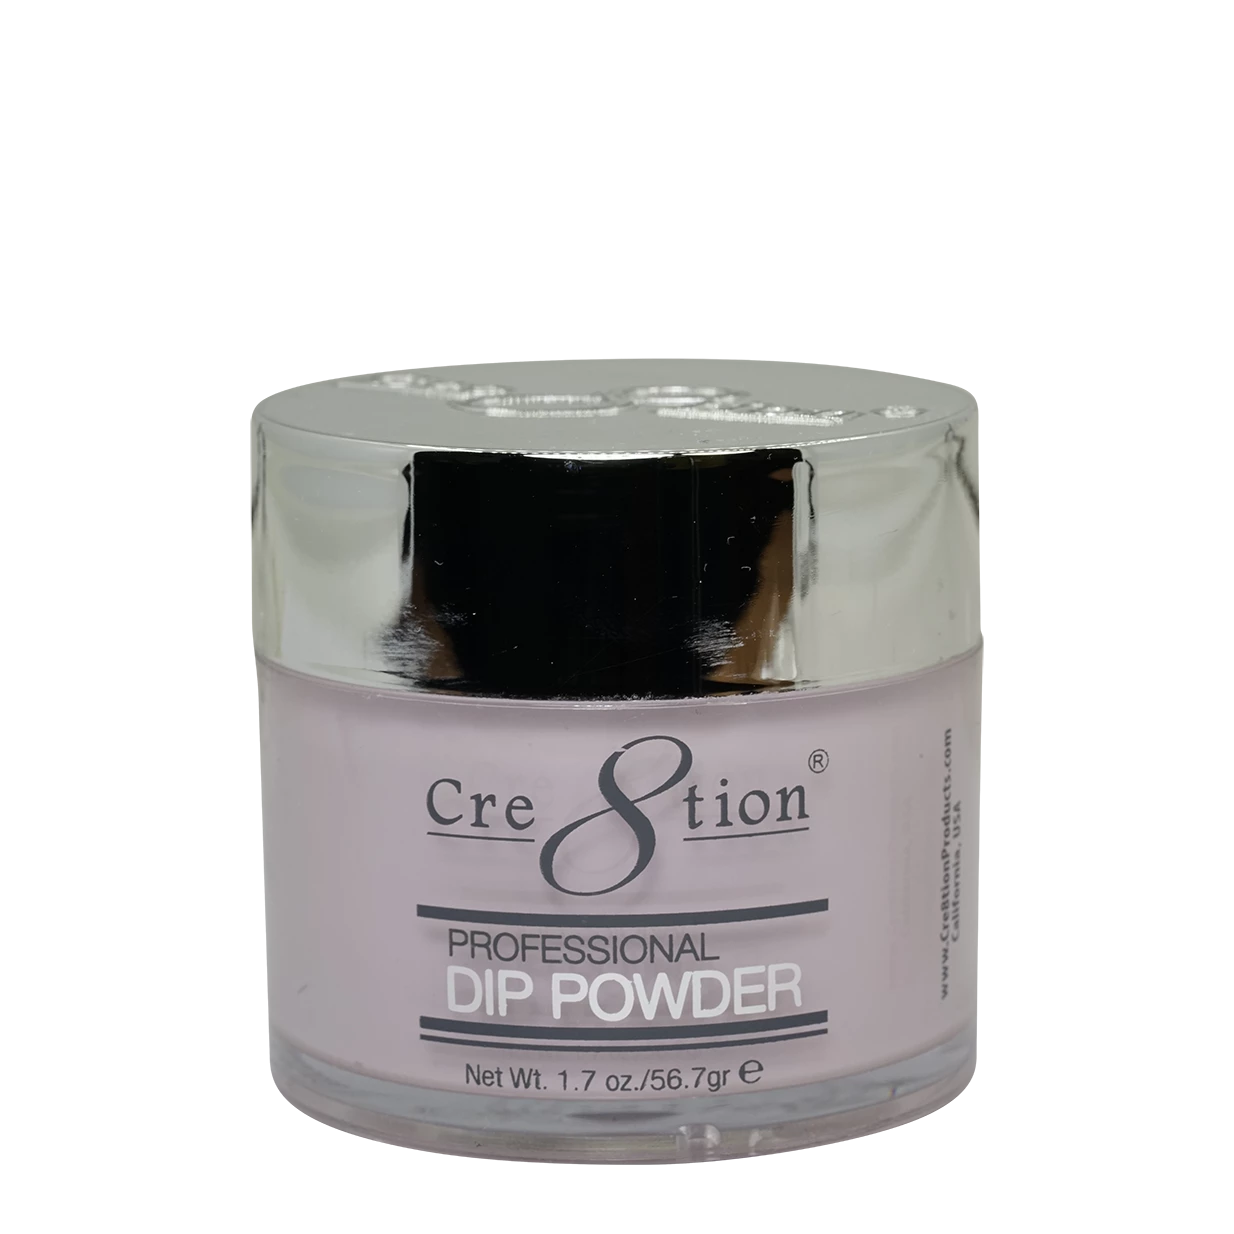 Cre8tion®
PROFESSIONAL
DIP POWDER
Net Wt. 1.7 oz./56.7gr ℮
www.Cre8tionProducts.com
California, USA